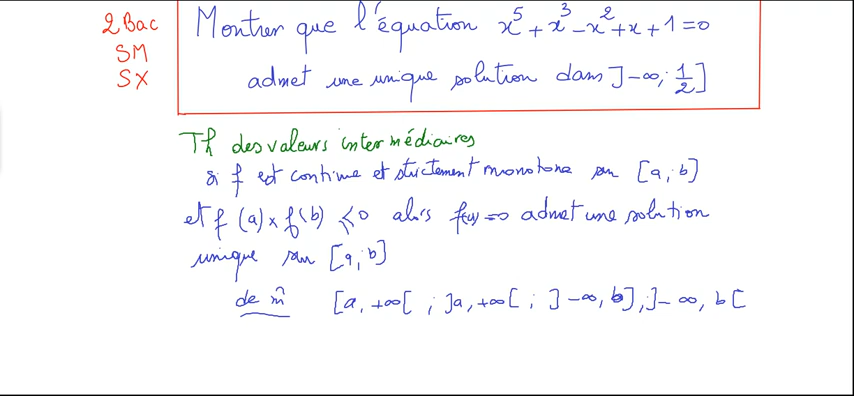 2 Bac
SM
SX
Montrer que l'équation x⁵ + x³ - x² + x + 1 = 0
admet une unique solution dans ]-∞; 1/2]
Th des valeurs intermédiaires
si f est continue et strictement monotone sur [a, b]
et f(a) × f(b) ≤ 0 alors f(x) = 0 admet une solution
unique sur [a, b]
de m̂ [a, +∞[ ; ]a, +∞[ ; ]-∞, b] ; ]-∞, b[